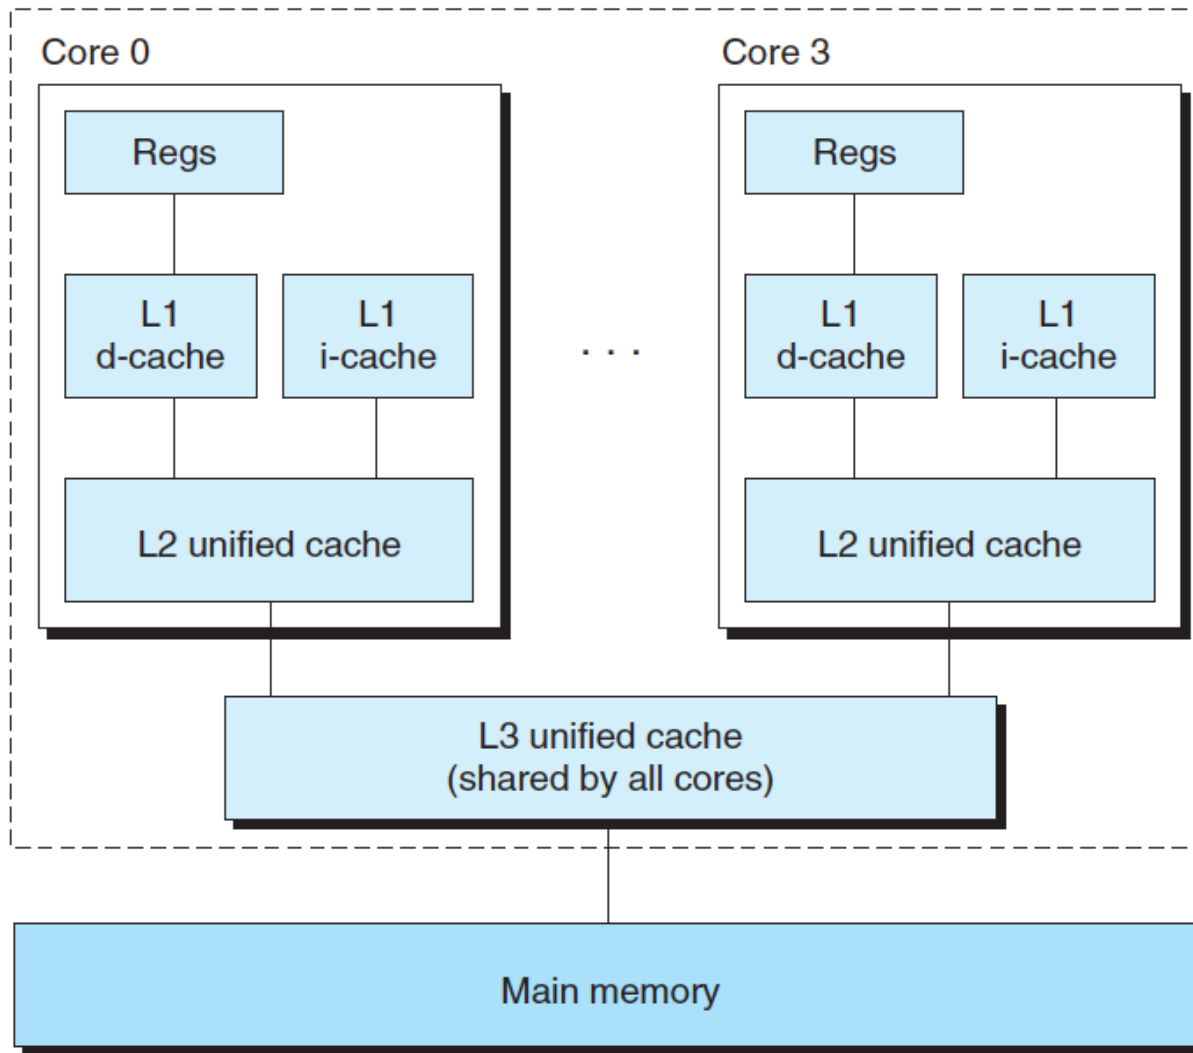 Core 0
Core 3
Regs
Regs
L1
d-cache
L1
i-cache
. . .
L1
d-cache
L1
i-cache
L2 unified cache
L2 unified cache
L3 unified cache
(shared by all cores)
Main memory